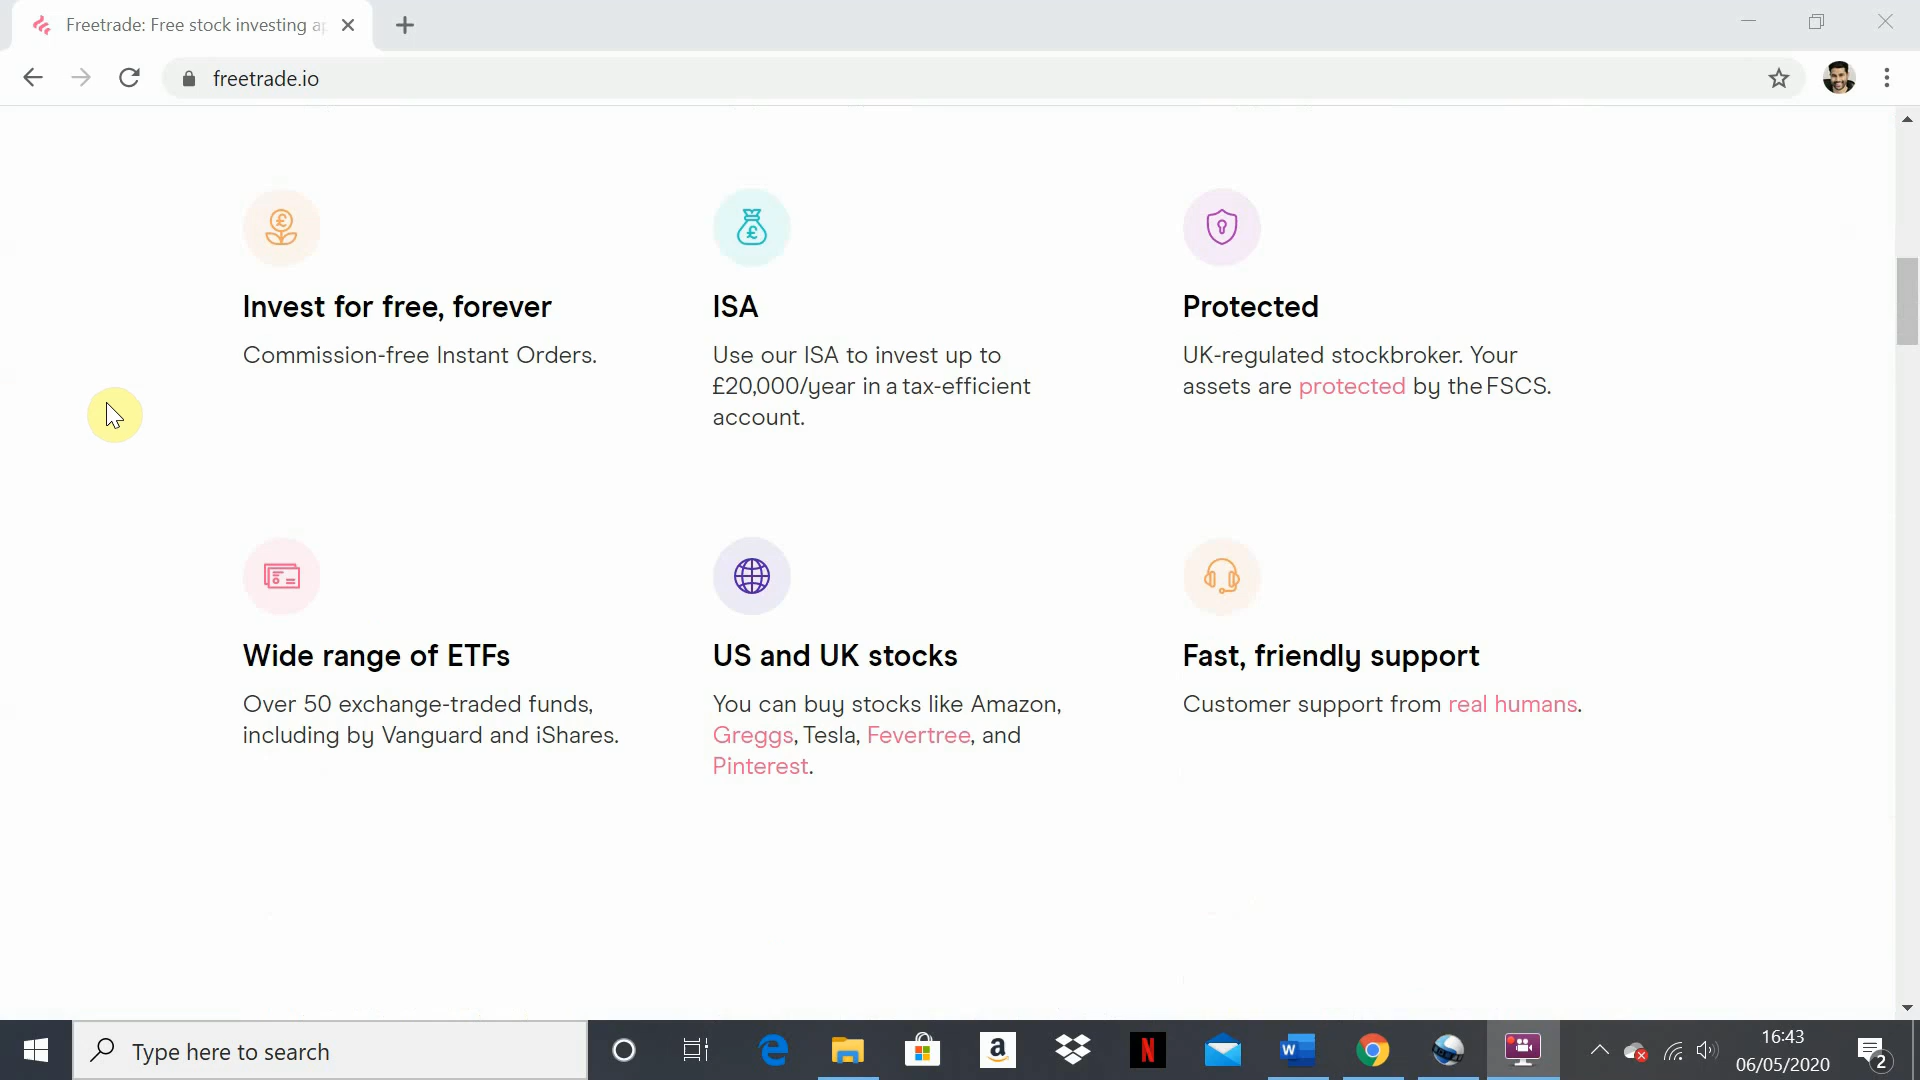 Freetrade: Free stock investing ap
freetrade.io
Invest for free, forever
Commission-free Instant Orders.
ISA
Use our ISA to invest up to
£20,000/year in a tax-efficient
account.
Protected
UK-regulated stockbroker. Your
assets are protected by the FSCS.
Wide range of ETFs
Over 50 exchange-traded funds,
including by Vanguard and iShares.
US and UK stocks
You can buy stocks like Amazon,
Greggs, Tesla, Fevertree, and
Pinterest.
Fast, friendly support
Customer support from real humans.
Type here to search
16:43
06/05/2020
2